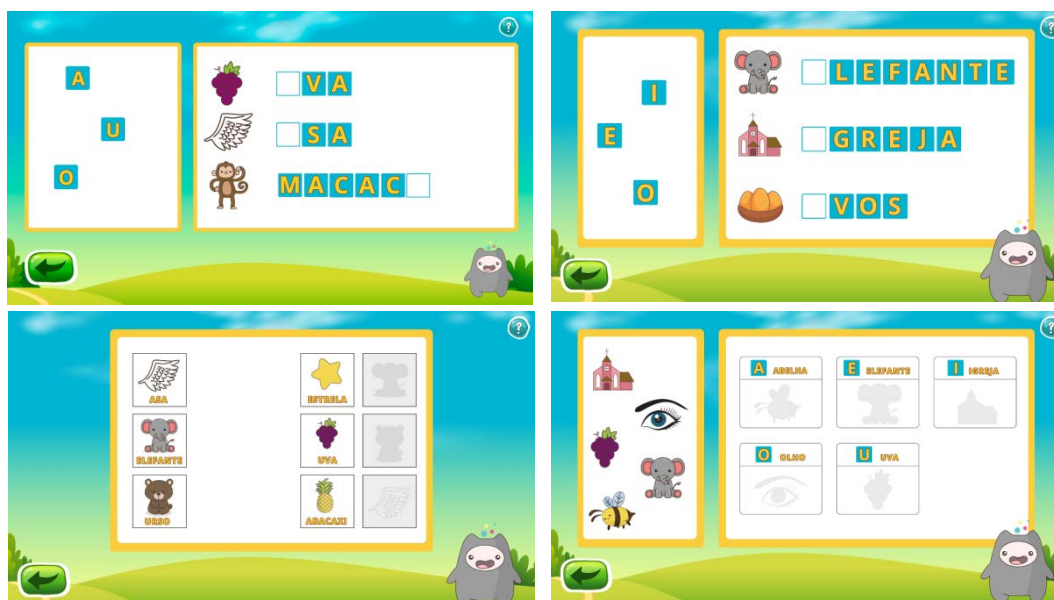 ?
A
U
O
VA
SA
MACAC
?
I
E
O
LEFANTE
GREJA
VOS
?
ASA
ESTRELA
ELEFANTE
UVA
URSO
ABACAXI
?
A ABELHA
E ELEFANTE
I IGREJA
O OLHO
U UVA